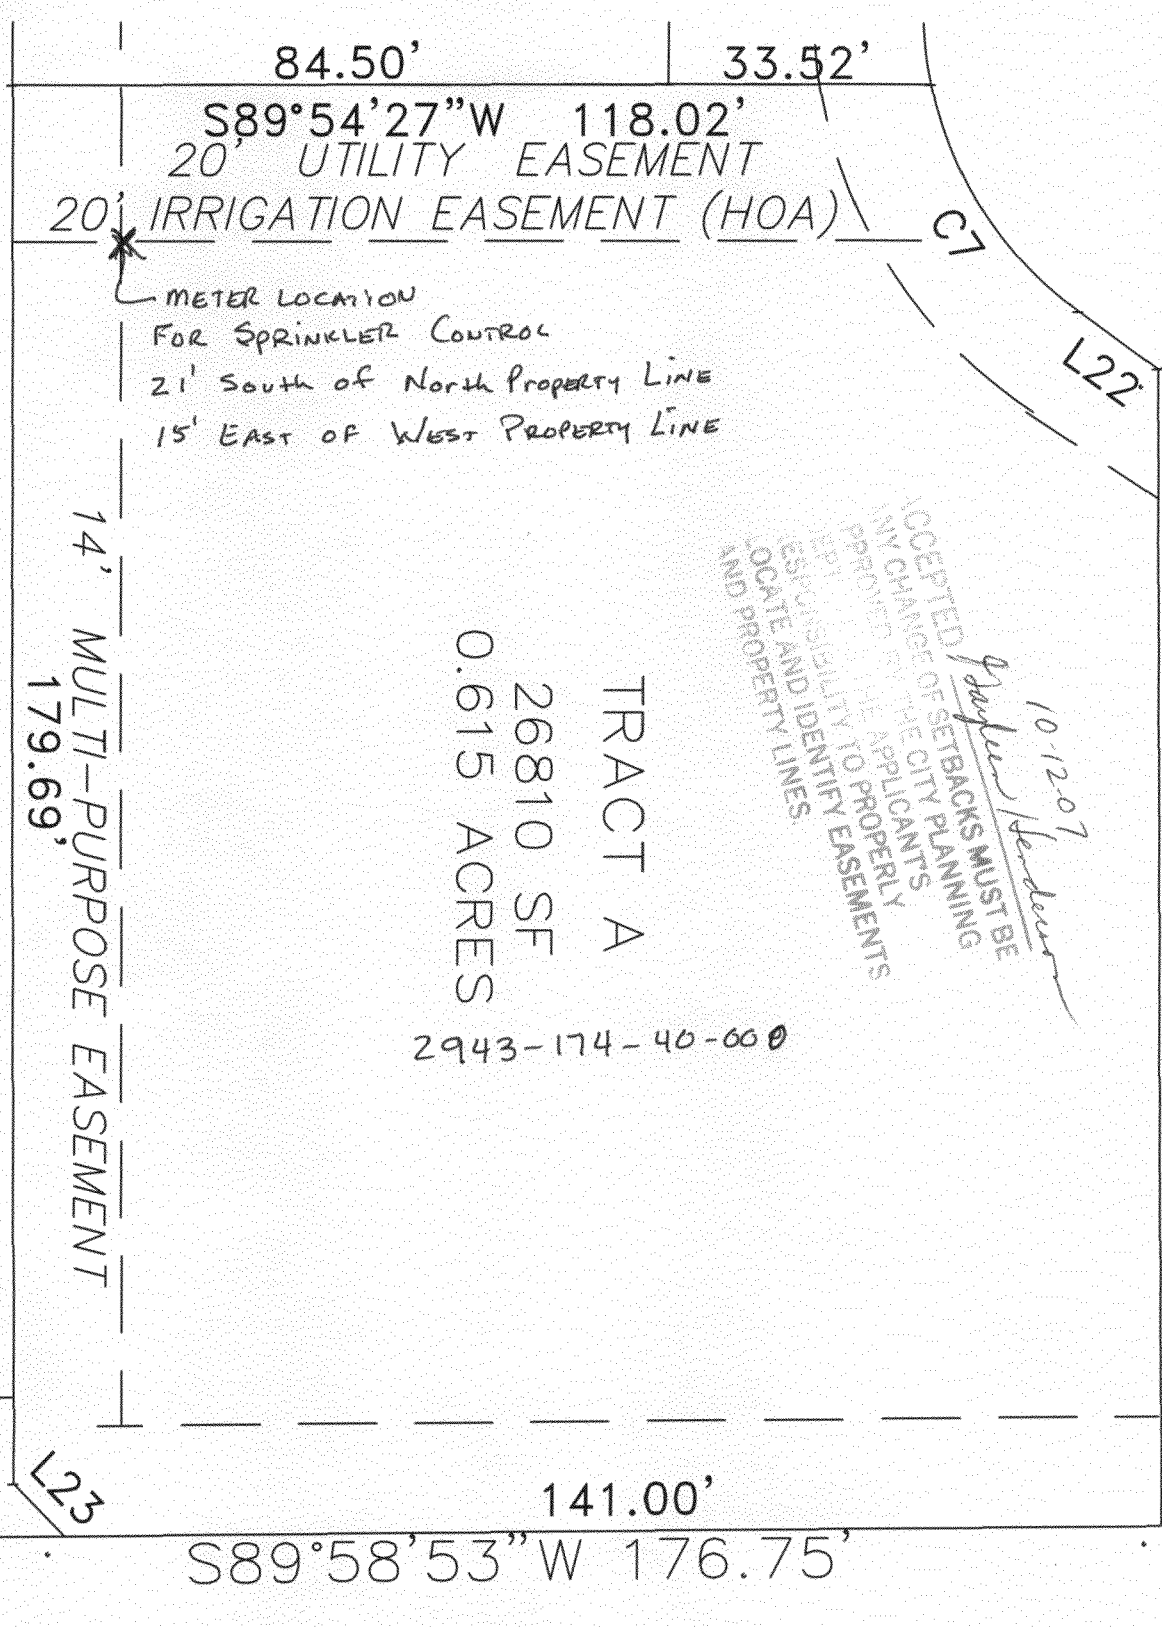 84.50' 33.52'
S89°54'27"W 118.02'
20' UTILITY EASEMENT
20' IRRIGATION EASEMENT (HOA)
C7
L22
METER LOCATION
FOR SPRINKLER CONTROL
21' South of North Property Line
15' EAST OF WEST PROPERTY LINE
14' MULTI-PURPOSE EASEMENT
179.69'
TRACT A
26810 SF
0.615 ACRES
2943-174-40-000
10-12-07
ACCEPTED Gayleen Henderson
ANY CHANGE OF SETBACKS MUST BE
APPROVED BY THE CITY PLANNING
DEPT. THE APPLICANT'S
RESPONSIBILITY TO PROPERLY
LOCATE AND IDENTIFY EASEMENTS
AND PROPERTY LINES.
L23
141.00'
S89°58'53"W 176.75'